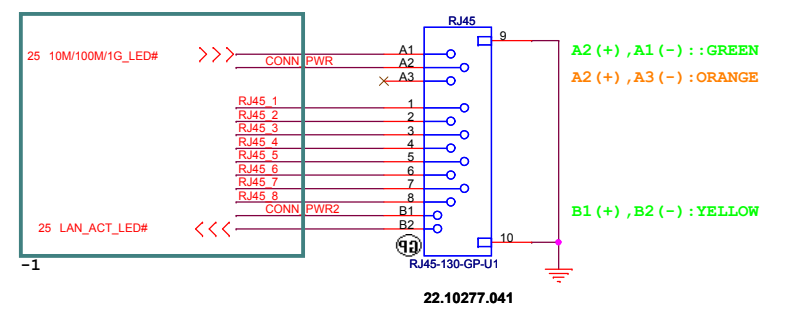 RJ45
9
25 10M/100M/1G_LED#
A1
A2(+),A1(-)::GREEN
CONN_PWR
A2
A3
A2(+),A3(-):ORANGE
RJ45_1
1
RJ45_2
2
RJ45_3
3
RJ45_4
4
RJ45_5
5
RJ45_6
6
RJ45_7
7
RJ45_8
8
CONN_PWR2
B1
B1(+),B2(-):YELLOW
25 LAN_ACT_LED#
B2
10
GP
-1
RJ45-130-GP-U1
22.10277.041